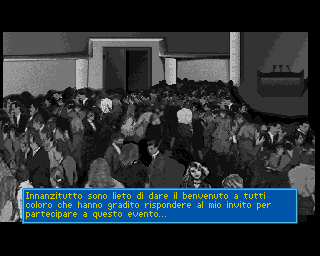 Innanzitutto sono lieto di dare il benvenuto a tutti
coloro che hanno gradito rispondere al mio invito per
partecipare a questo evento...